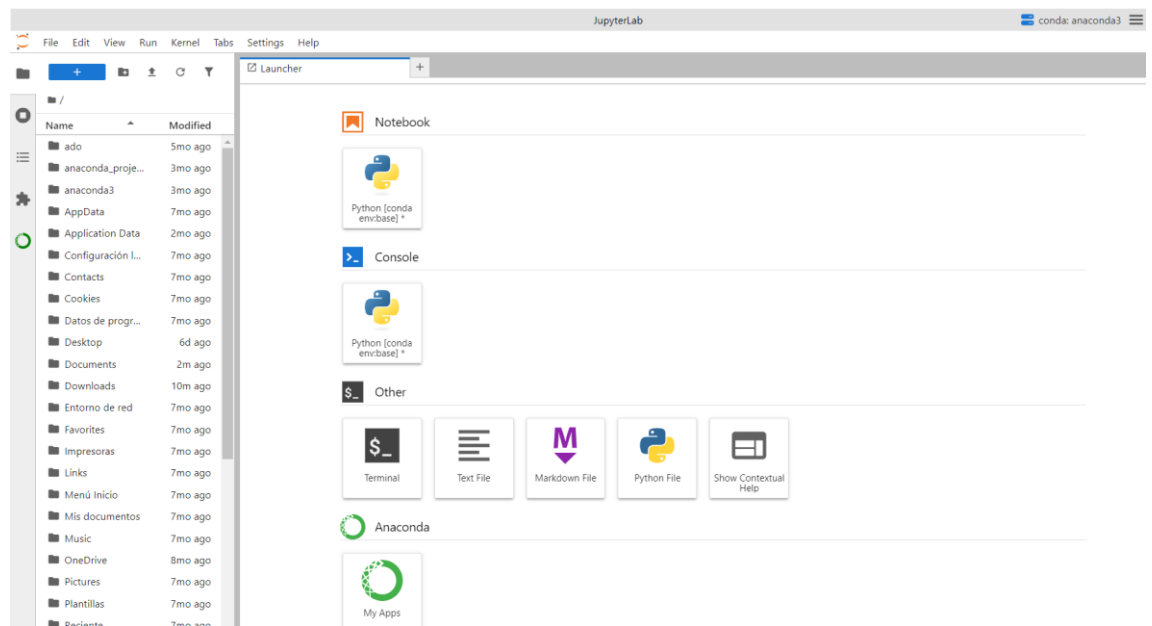 JupyterLab
conda: anaconda3
File Edit View Run Kernel Tabs Settings Help
+
Launcher +
/
Name Modified
ado 5mo ago
anaconda_proje... 3mo ago
anaconda3 3mo ago
AppData 7mo ago
Application Data 2mo ago
Configuración l... 7mo ago
Contacts 7mo ago
Cookies 7mo ago
Datos de progr... 7mo ago
Desktop 6d ago
Documents 2m ago
Downloads 10m ago
Entorno de red 7mo ago
Favorites 7mo ago
Impresoras 7mo ago
Links 7mo ago
Menú Inicio 7mo ago
Mis documentos 7mo ago
Music 7mo ago
OneDrive 8mo ago
Pictures 7mo ago
Plantillas 7mo ago
Reciente 7mo ago
Notebook
Python [conda
env:base] *
>_ Console
Python [conda
env:base] *
$_ Other
$_
M
Terminal
Text File
Markdown File
Python File
Show Contextual
Help
Anaconda
My Apps